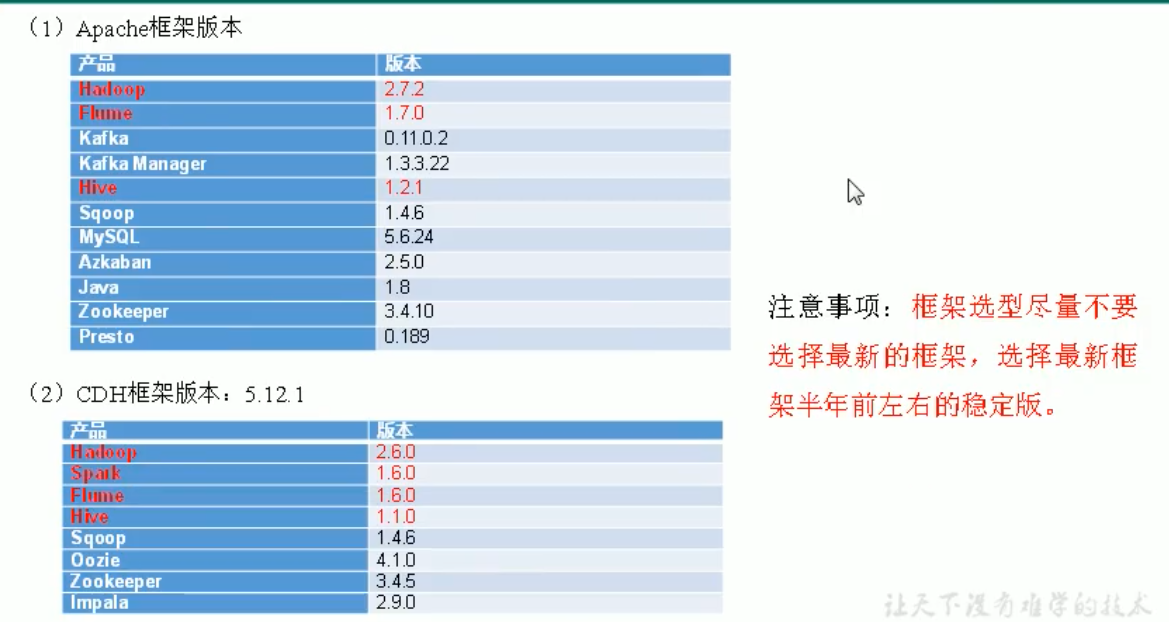 （1）Apache框架版本
产品 版本
Hadoop 2.7.2
Flume 1.7.0
Kafka 0.11.0.2
Kafka Manager 1.3.3.22
Hive 1.2.1
Sqoop 1.4.6
MySQL 5.6.24
Azkaban 2.5.0
Java 1.8
Zookeeper 3.4.10
Presto 0.189
（2）CDH框架版本：5.12.1
产品 版本
Hadoop 2.6.0
Spark 1.6.0
Flume 1.6.0
Hive 1.1.0
Sqoop 1.4.6
Oozie 4.1.0
Zookeeper 3.4.5
Impala 2.9.0
注意事项：框架选型尽量不要
选择最新的框架，选择最新框
架半年前左右的稳定版。
让天下没有难学的技术